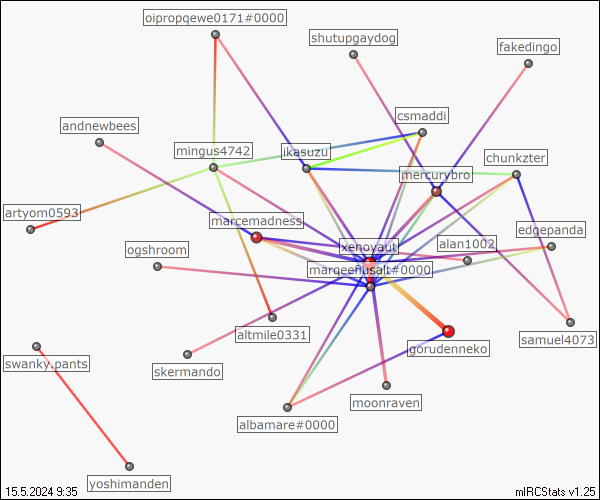 oipropqewe0171#0000
shutupgaydog
fakedingo
csmaddi
andnewbees
mingus4742
ikasuzu
chunkzter
mercurybro
artyom0593
marcemadness
edgepanda
xenoyaut
alan1002
ogshroom
marqeeflusalt#0000
altmile0331
gorudenneko
samuel4073
swanky.pants
skermando
moonraven
albamare#0000
yoshimanden
15.5.2024 9:35
mIRCStats v1.25